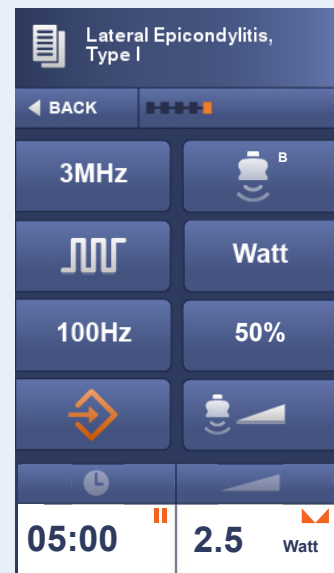 Lateral Epicondylitis,
Type I
BACK
3MHz
B
Watt
100Hz
50%
05:00
2.5 Watt